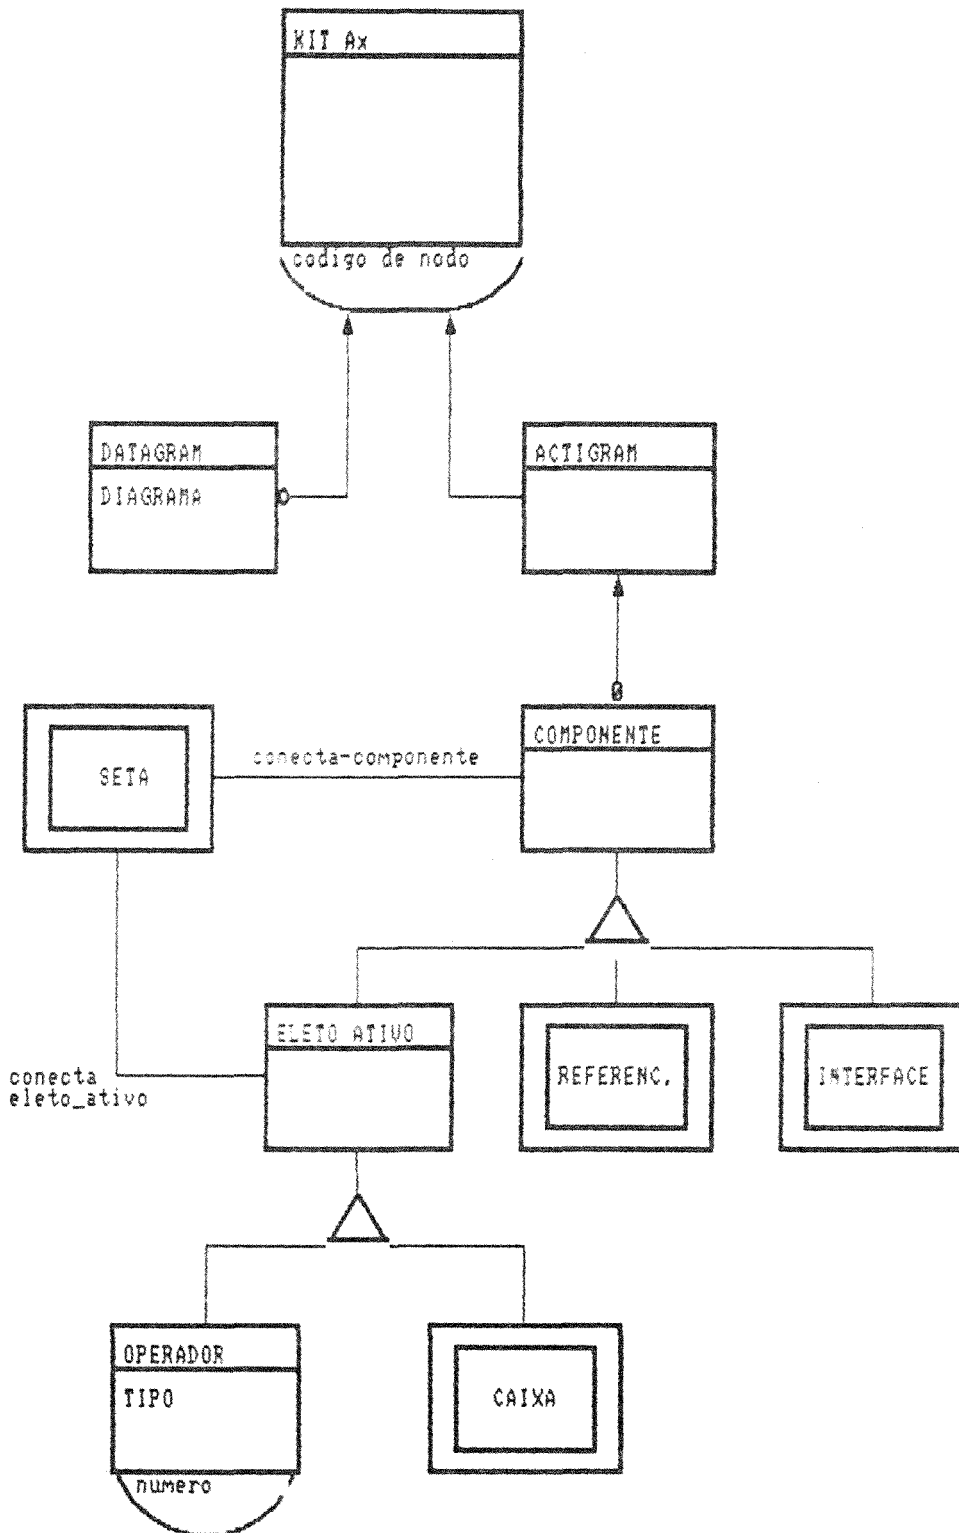 KIT Ax
codigo de nodo
DATAGRAM
DIAGRAMA
ACTIGRAM
0
SETA
conecta-componente
COMPONENTE
ELETO ATIVO
REFERENC.
INTERFACE
conecta
eleto_ativo
OPERADOR
TIPO
numero
CAIXA